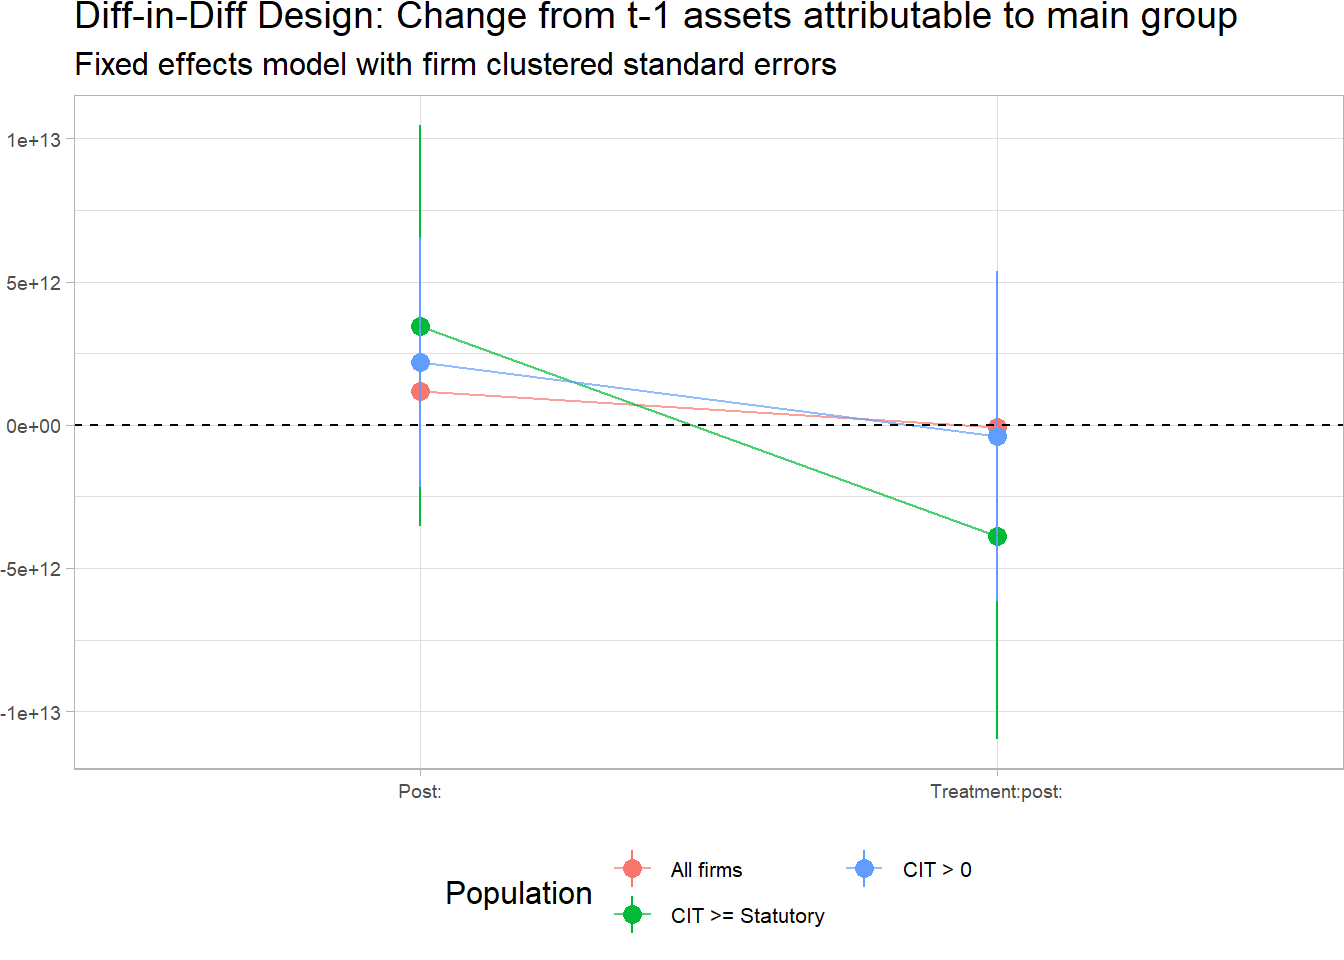 Diff-in-Diff Design: Change from t-1 assets attributable to main group
Fixed effects model with firm clustered standard errors
1e+13
5e+12
0e+00
-5e+12
-1e+13
Post:
Treatment:post:
Population
All firms
CIT > 0
CIT >= Statutory